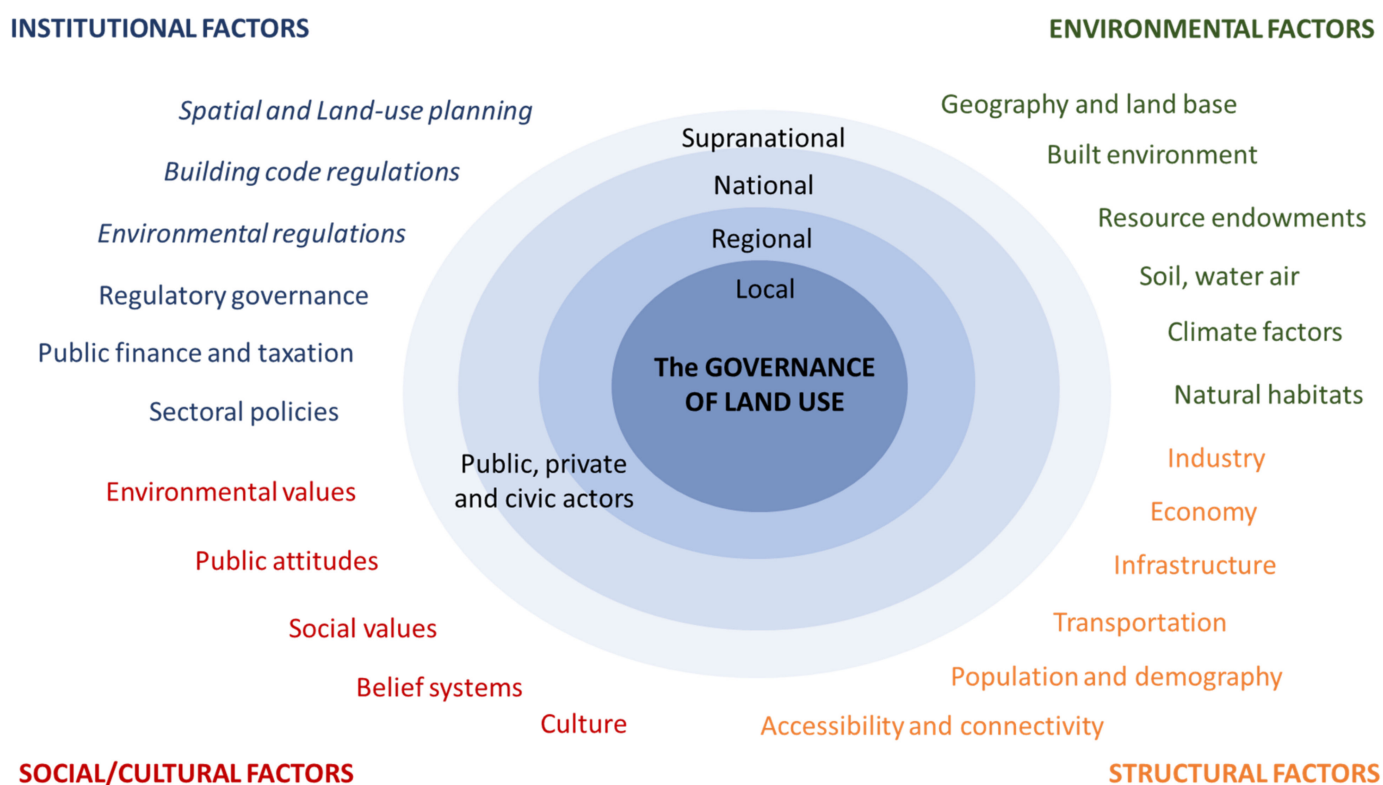 INSTITUTIONAL FACTORS
ENVIRONMENTAL FACTORS
Spatial and Land-use planning
Building code regulations
Environmental regulations
Regulatory governance
Public finance and taxation
Sectoral policies
Supranational
National
Regional
Local
The GOVERNANCE
OF LAND USE
Public, private
and civic actors
Geography and land base
Built environment
Resource endowments
Soil, water air
Climate factors
Natural habitats
Environmental values
Public attitudes
Social values
Belief systems
Culture
Industry
Economy
Infrastructure
Transportation
Population and demography
Accessibility and connectivity
SOCIAL/CULTURAL FACTORS
STRUCTURAL FACTORS